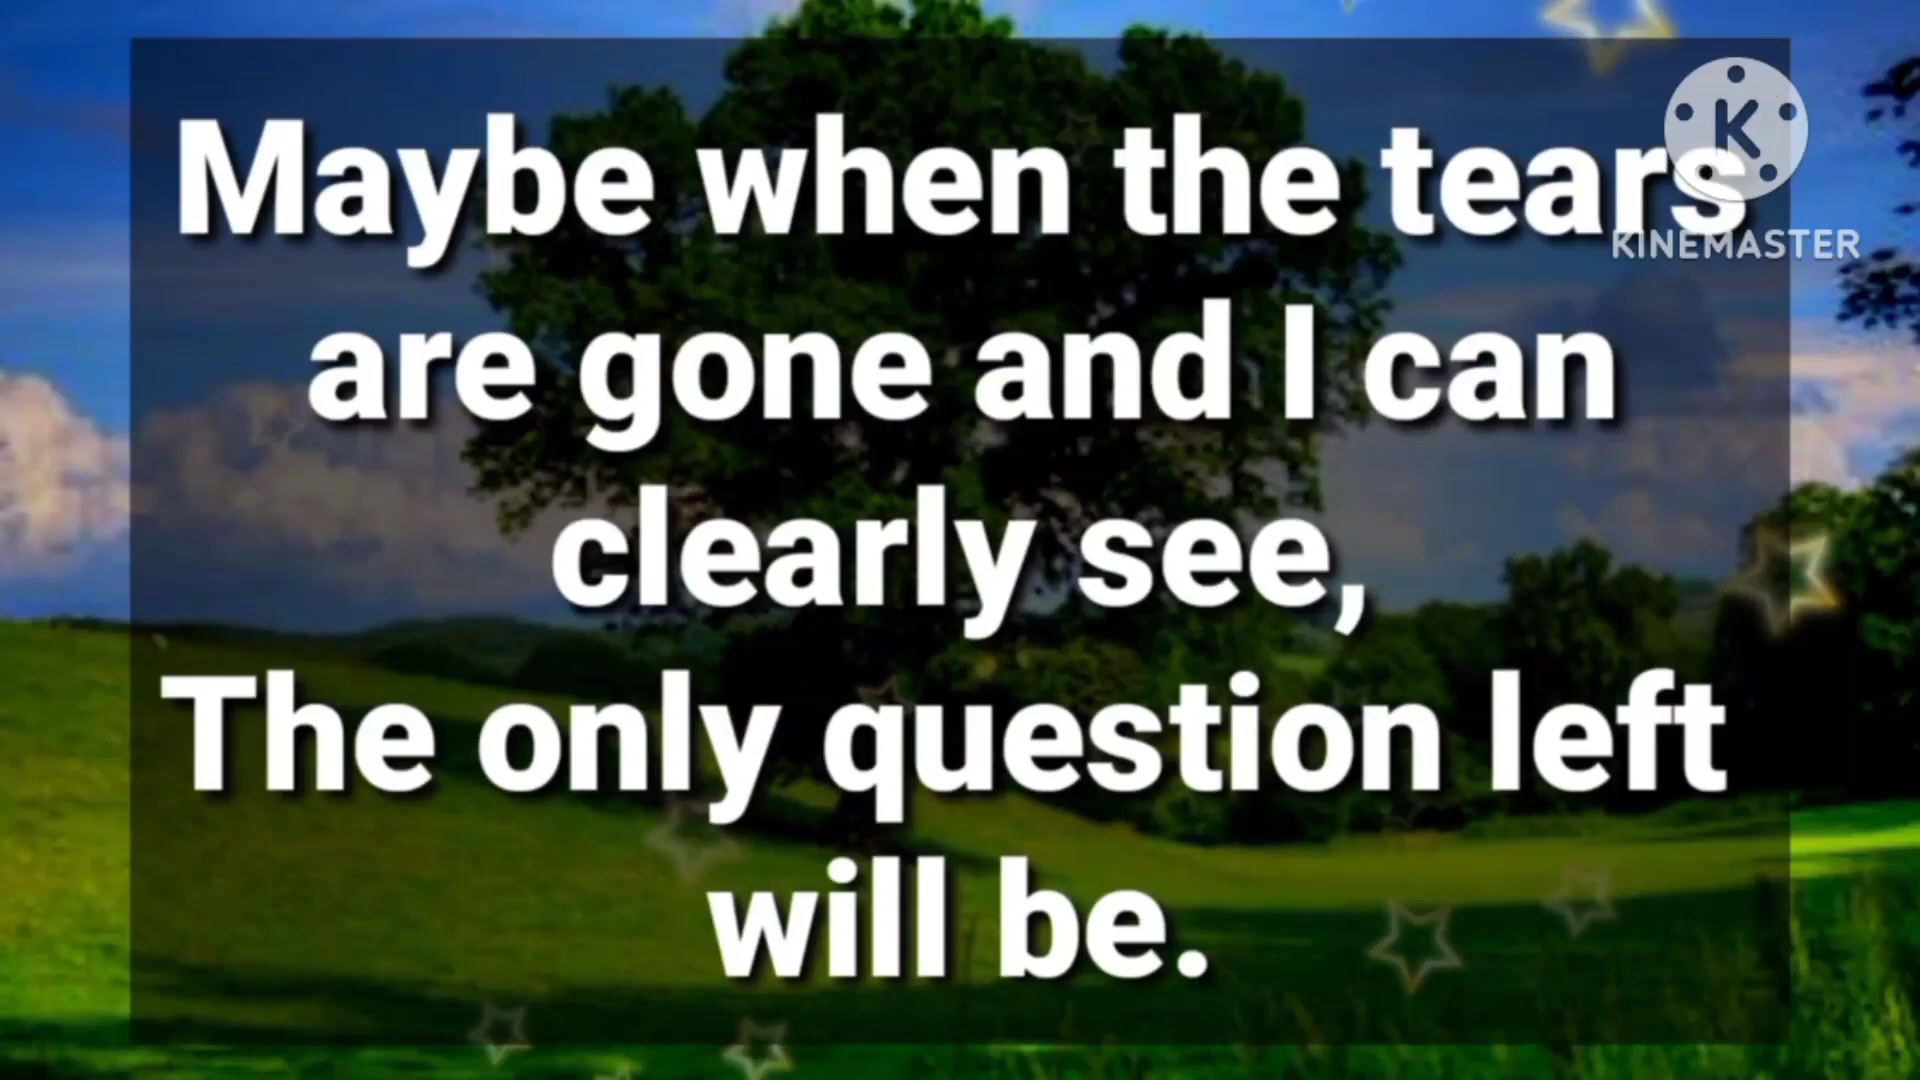 Maybe when the tears
are gone and I can
clearly see,
The only question left
will be.
K
KINEMASTER